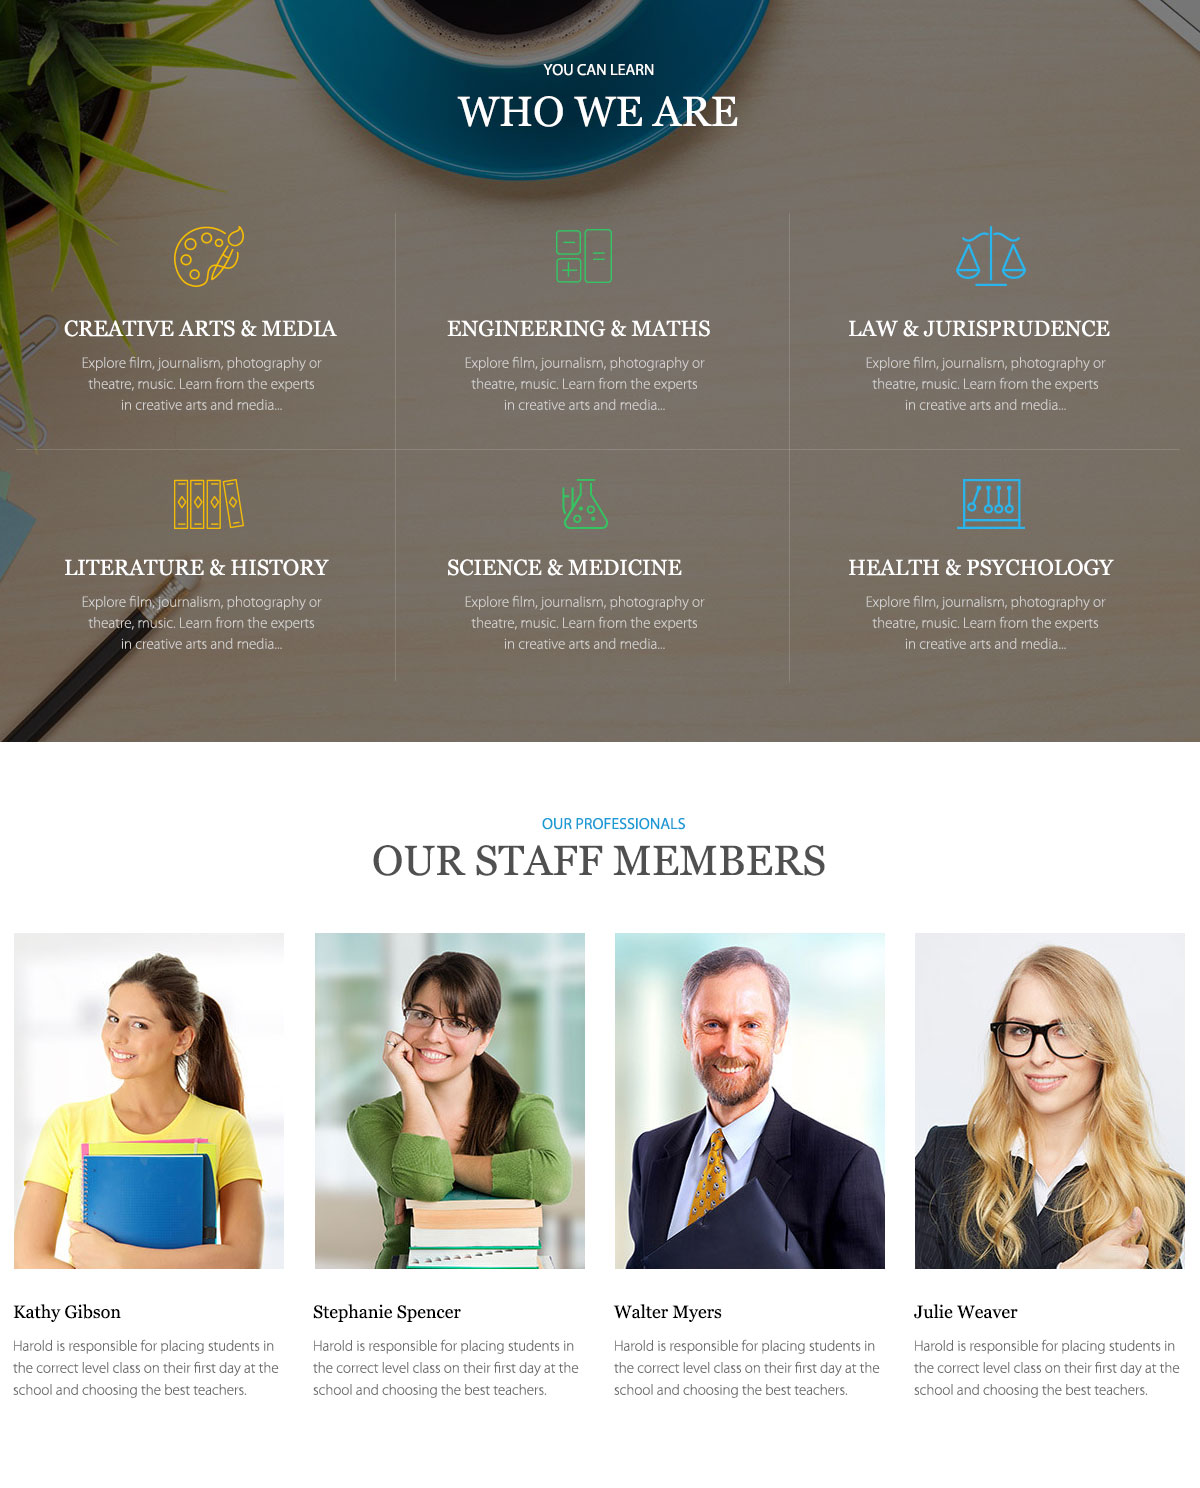 YOU CAN LEARN
WHO WE ARE
CREATIVE ARTS & MEDIA
Explore film, journalism, photography or
theatre, music. Learn from the experts
in creative arts and media...
ENGINEERING & MATHS
Explore film, journalism, photography or
theatre, music. Learn from the experts
in creative arts and media...
LAW & JURISPRUDENCE
Explore film, journalism, photography or
theatre, music. Learn from the experts
in creative arts and media...
LITERATURE & HISTORY
Explore film, journalism, photography or
theatre, music. Learn from the experts
in creative arts and media...
SCIENCE & MEDICINE
Explore film, journalism, photography or
theatre, music. Learn from the experts
in creative arts and media...
HEALTH & PSYCHOLOGY
Explore film, journalism, photography or
theatre, music. Learn from the experts
in creative arts and media...
OUR PROFESSIONALS
OUR STAFF MEMBERS
Kathy Gibson
Harold is responsible for placing students in
the correct level class on their first day at the
school and choosing the best teachers.
Stephanie Spencer
Harold is responsible for placing students in
the correct level class on their first day at the
school and choosing the best teachers.
Walter Myers
Harold is responsible for placing students in
the correct level class on their first day at the
school and choosing the best teachers.
Julie Weaver
Harold is responsible for placing students in
the correct level class on their first day at the
school and choosing the best teachers.